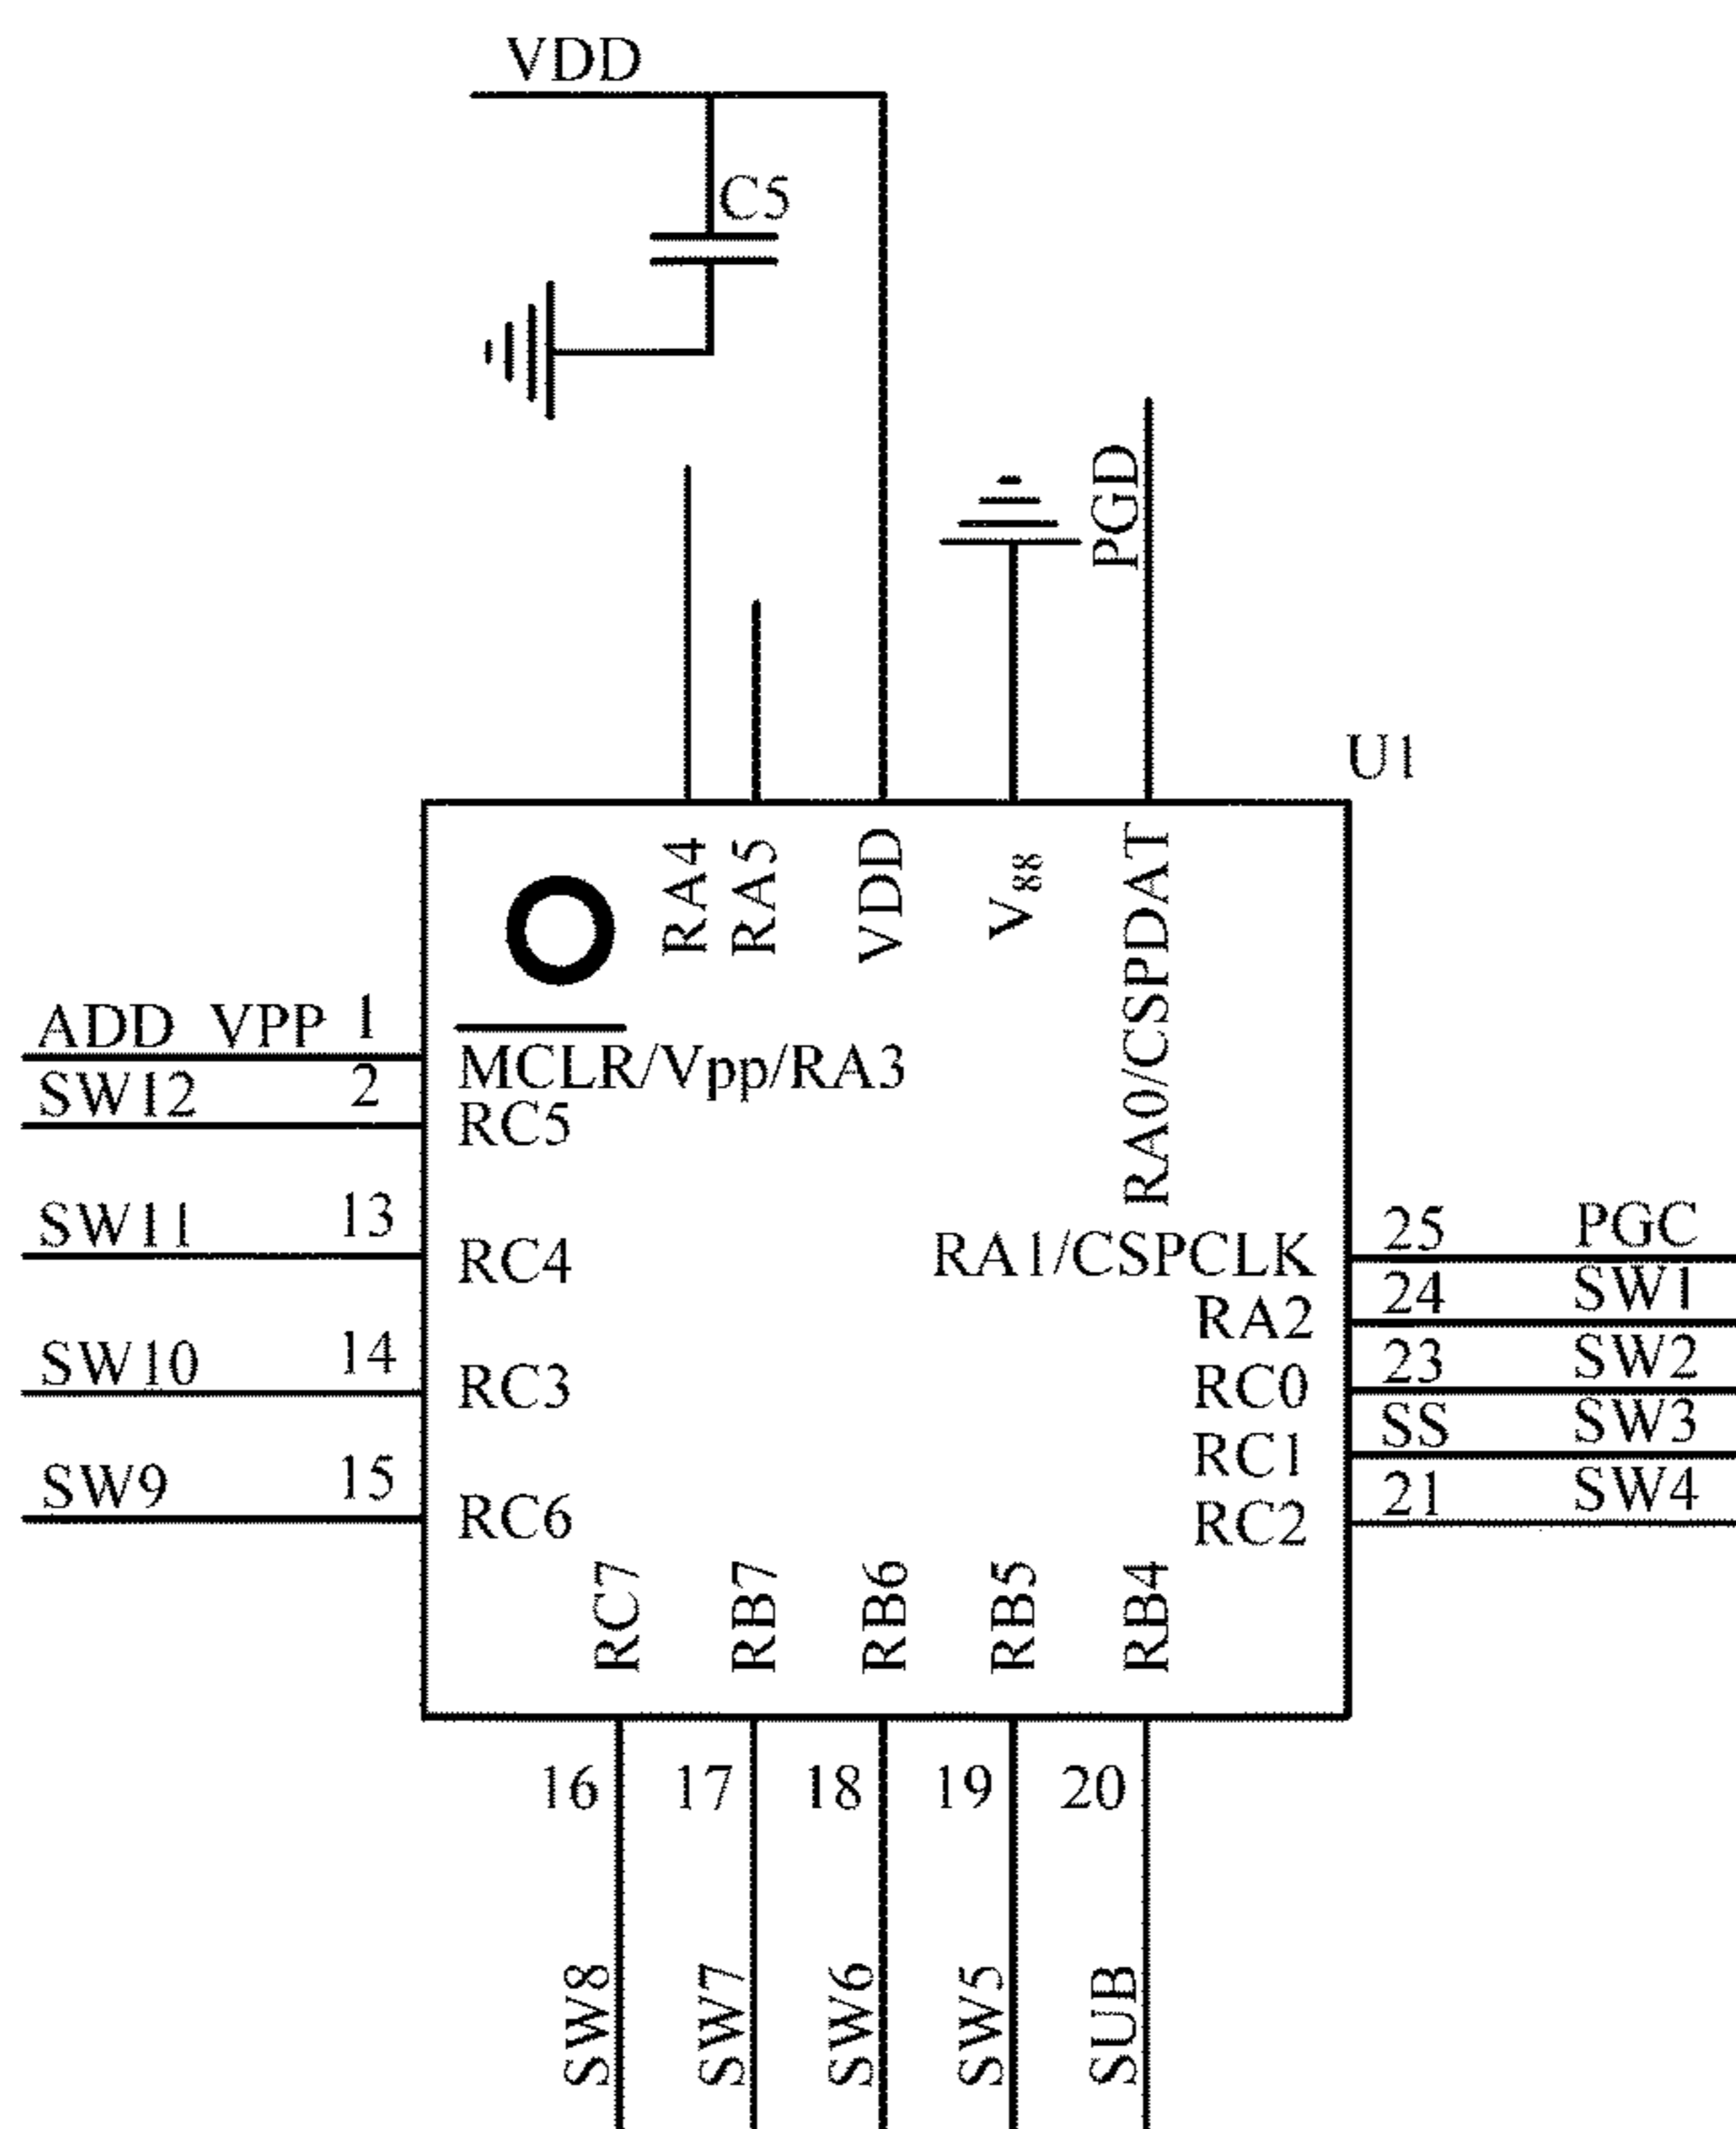 VDD
C5
PGD
U1
RA4
RA5
VDD
V88
RA0/CSPDAT
ADD VPP 1
MCLR/Vpp/RA3
SW12 2
RC5
SW11 13
RC4
SW10 14
RC3
SW9 15
RC6
RA1/CSPCLK 25 PGC
RA2 24 SW1
RC0 23 SW2
RC1 SS SW3
RC2 21 SW4
RC7
RB7
RB6
RB5
RB4
16 17 18 19 20
SW8
SW7
SW6
SW5
SUB